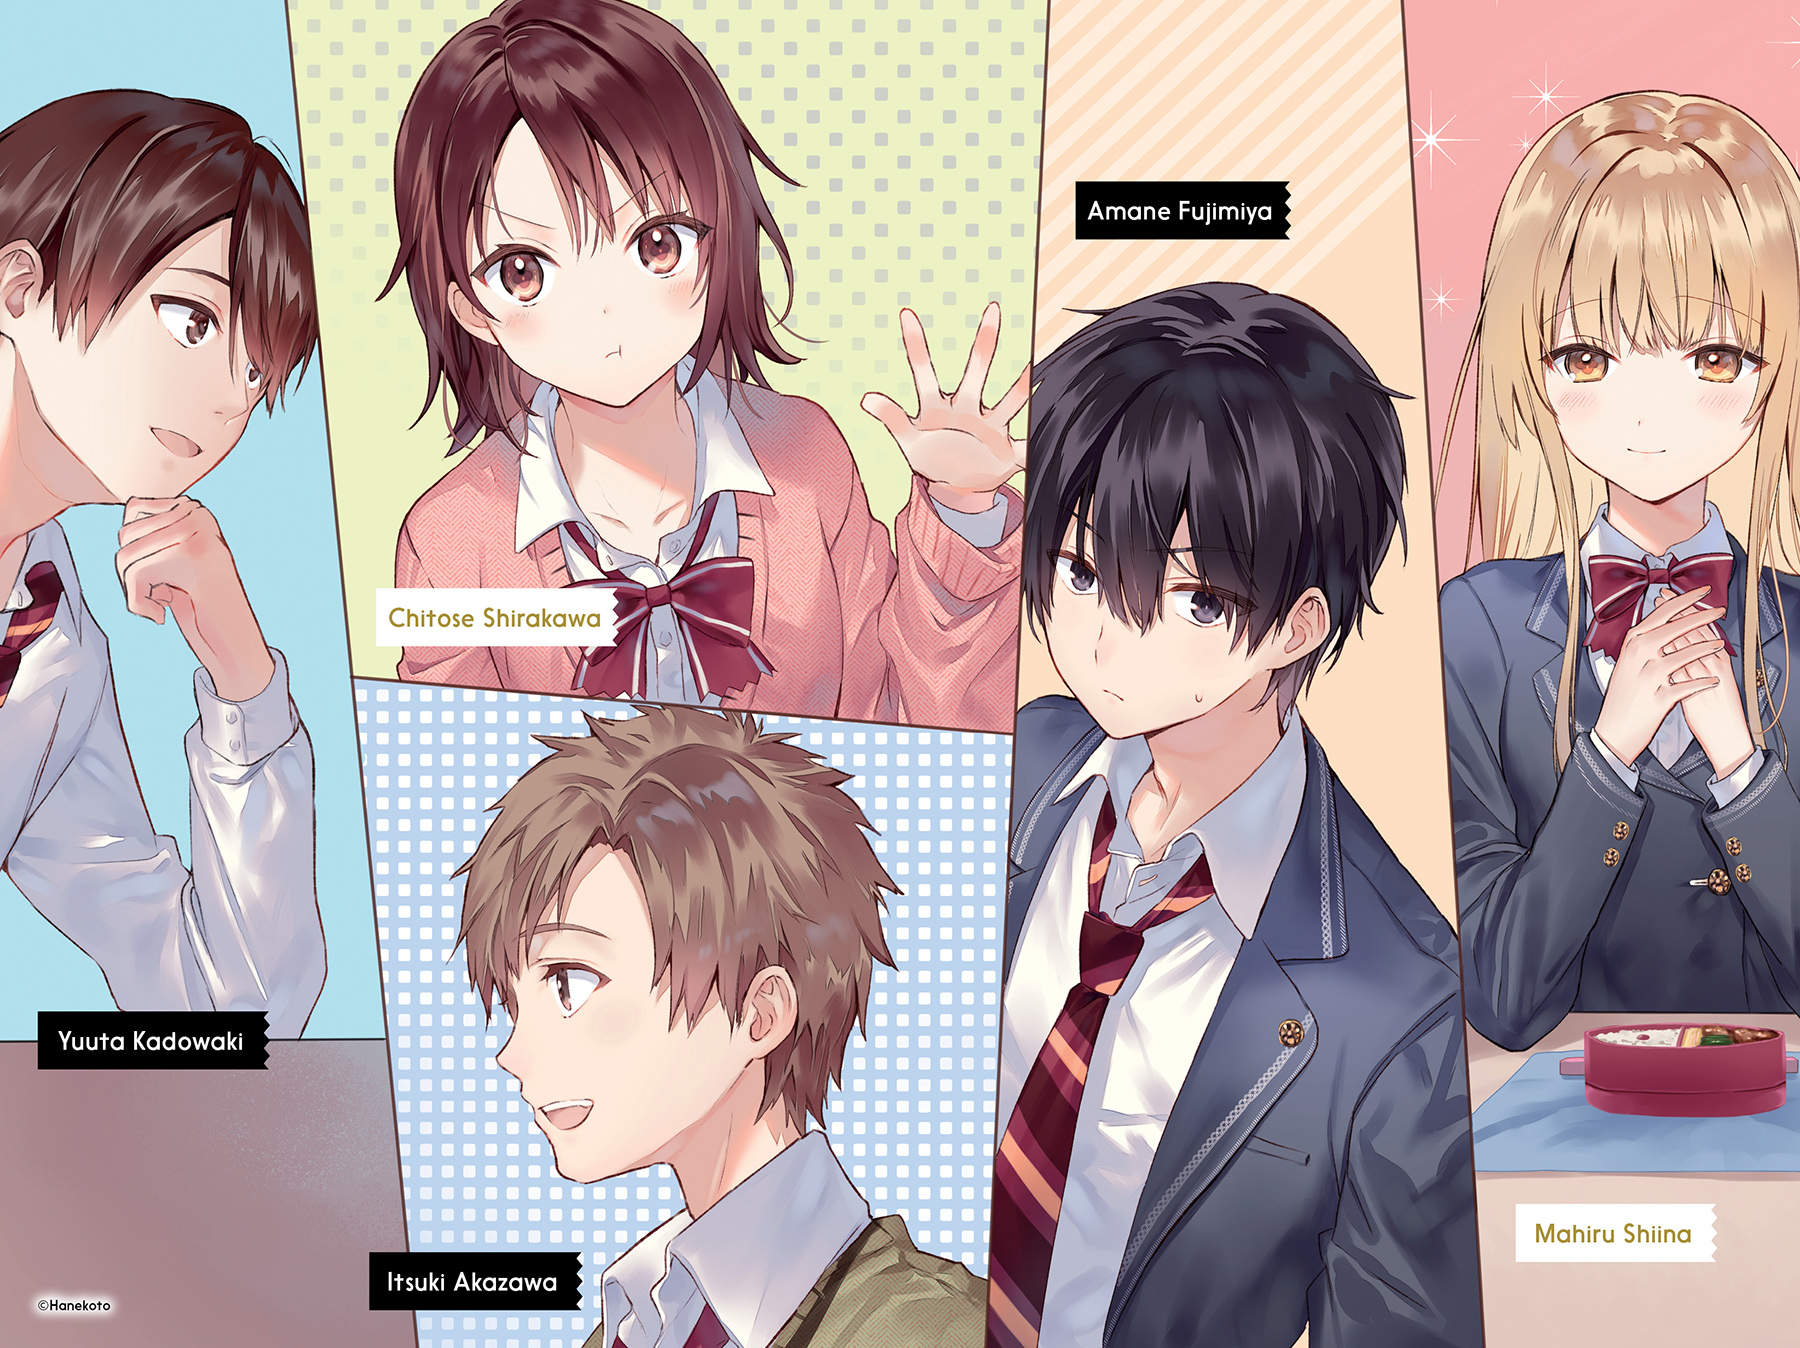 Amane Fujimiya
Chitose Shirakawa
Yuuta Kadowaki
Mahiru Shiina
Itsuki Akazawa
©Hanekoto